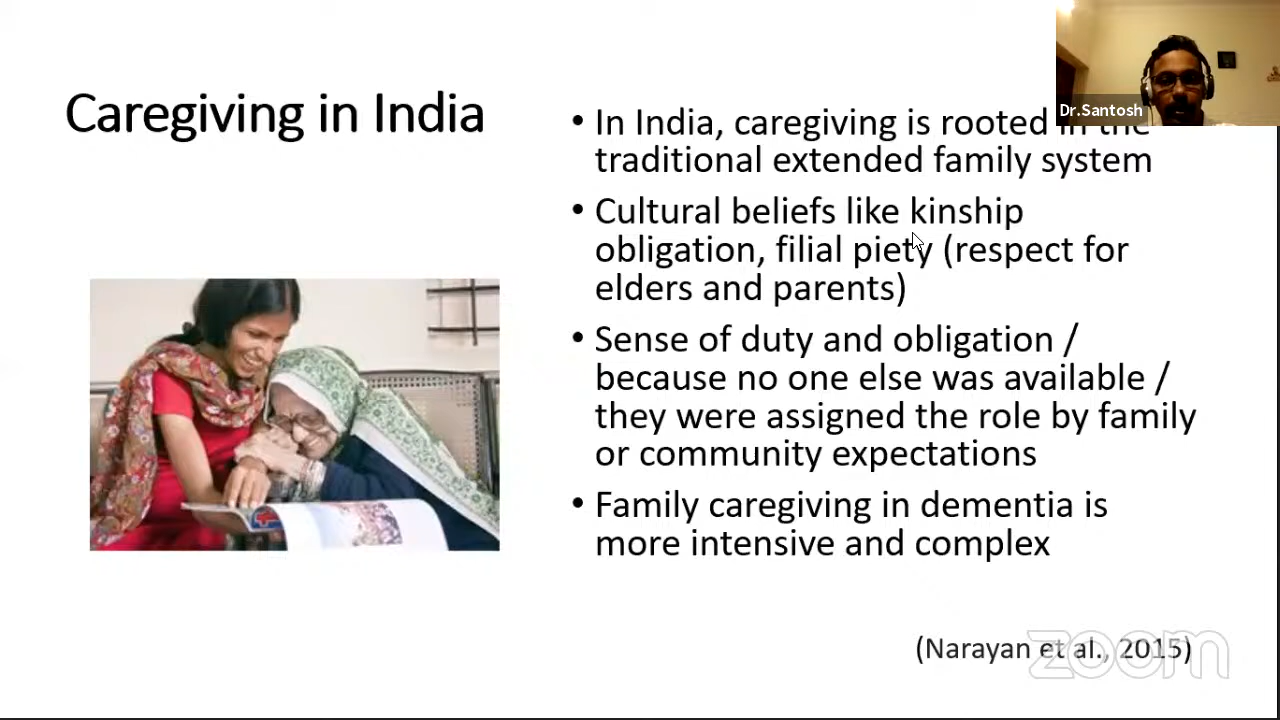 Caregiving in India
Dr.Santosh
• In India, caregiving is rooted in the
traditional extended family system
• Cultural beliefs like kinship
obligation, filial piety (respect for
elders and parents)
• Sense of duty and obligation /
because no one else was available /
they were assigned the role by family
or community expectations
• Family caregiving in dementia is
more intensive and complex
(Narayan et al., 2015)
zoom